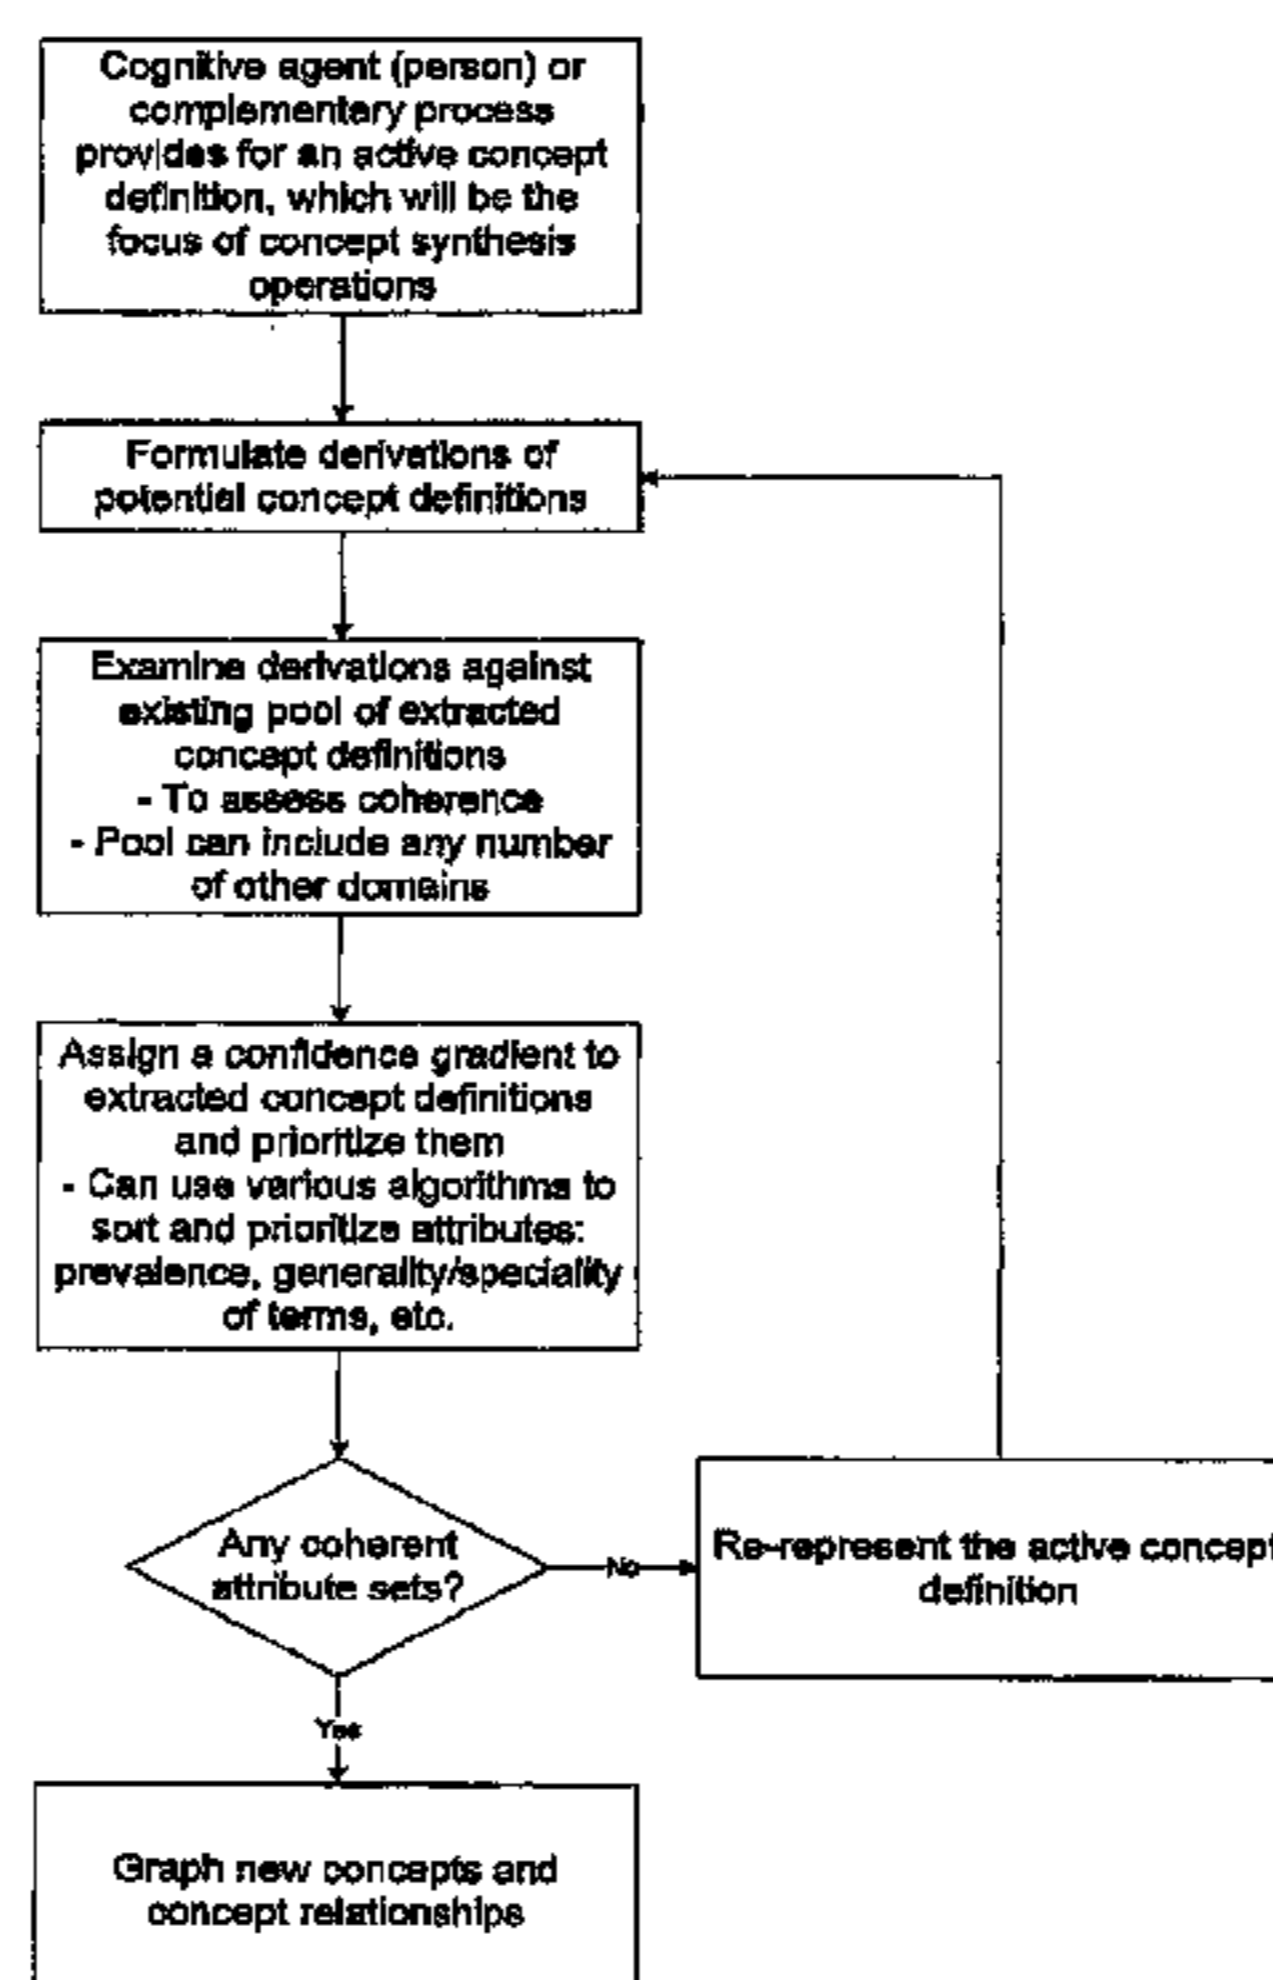 Cognitive agent (person) or
complementary process
provides for an active concept
definition, which will be the
focus of concept synthesis
operations
Formulate derivations of
potential concept definitions
Examine derivations against
existing pool of extracted
concept definitions
- To assess coherence
- Pool can include any number
of other domains
Assign a confidence gradient to
extracted concept definitions
and prioritize them
- Can use various algorithms to
sort and prioritize attributes:
prevalence, generality/speciality
of terms, etc.
Any coherent
attribute sets?
No
Re-represent the active concept
definition
Yes
Graph new concepts and
concept relationships